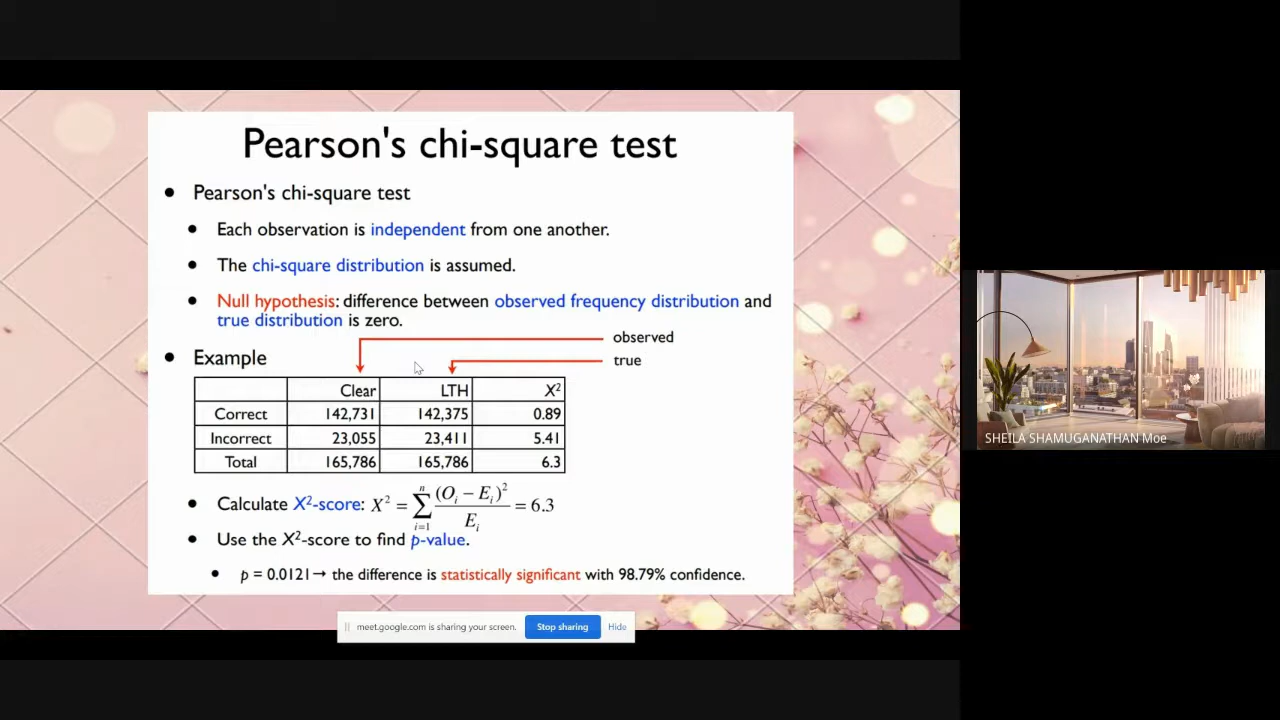 Pearson's chi-square test
• Pearson's chi-square test
• Each observation is independent from one another.
• The chi-square distribution is assumed.
• Null hypothesis: difference between observed frequency distribution and
true distribution is zero.
observed
true
• Example
Clear LTH X²
Correct 142,731 142,375 0.89
Incorrect 23,055 23,411 5.41
Total 165,786 165,786 6.3
• Calculate X²-score: X² = ∑ⁿᵢ₌₁ (Oᵢ − Eᵢ)² / Eᵢ = 6.3
• Use the X²-score to find p-value.
• p = 0.0121→ the difference is statistically significant with 98.79% confidence.
meet.google.com is sharing your screen. Stop sharing Hide
SHEILA SHAMUGANATHAN Moe